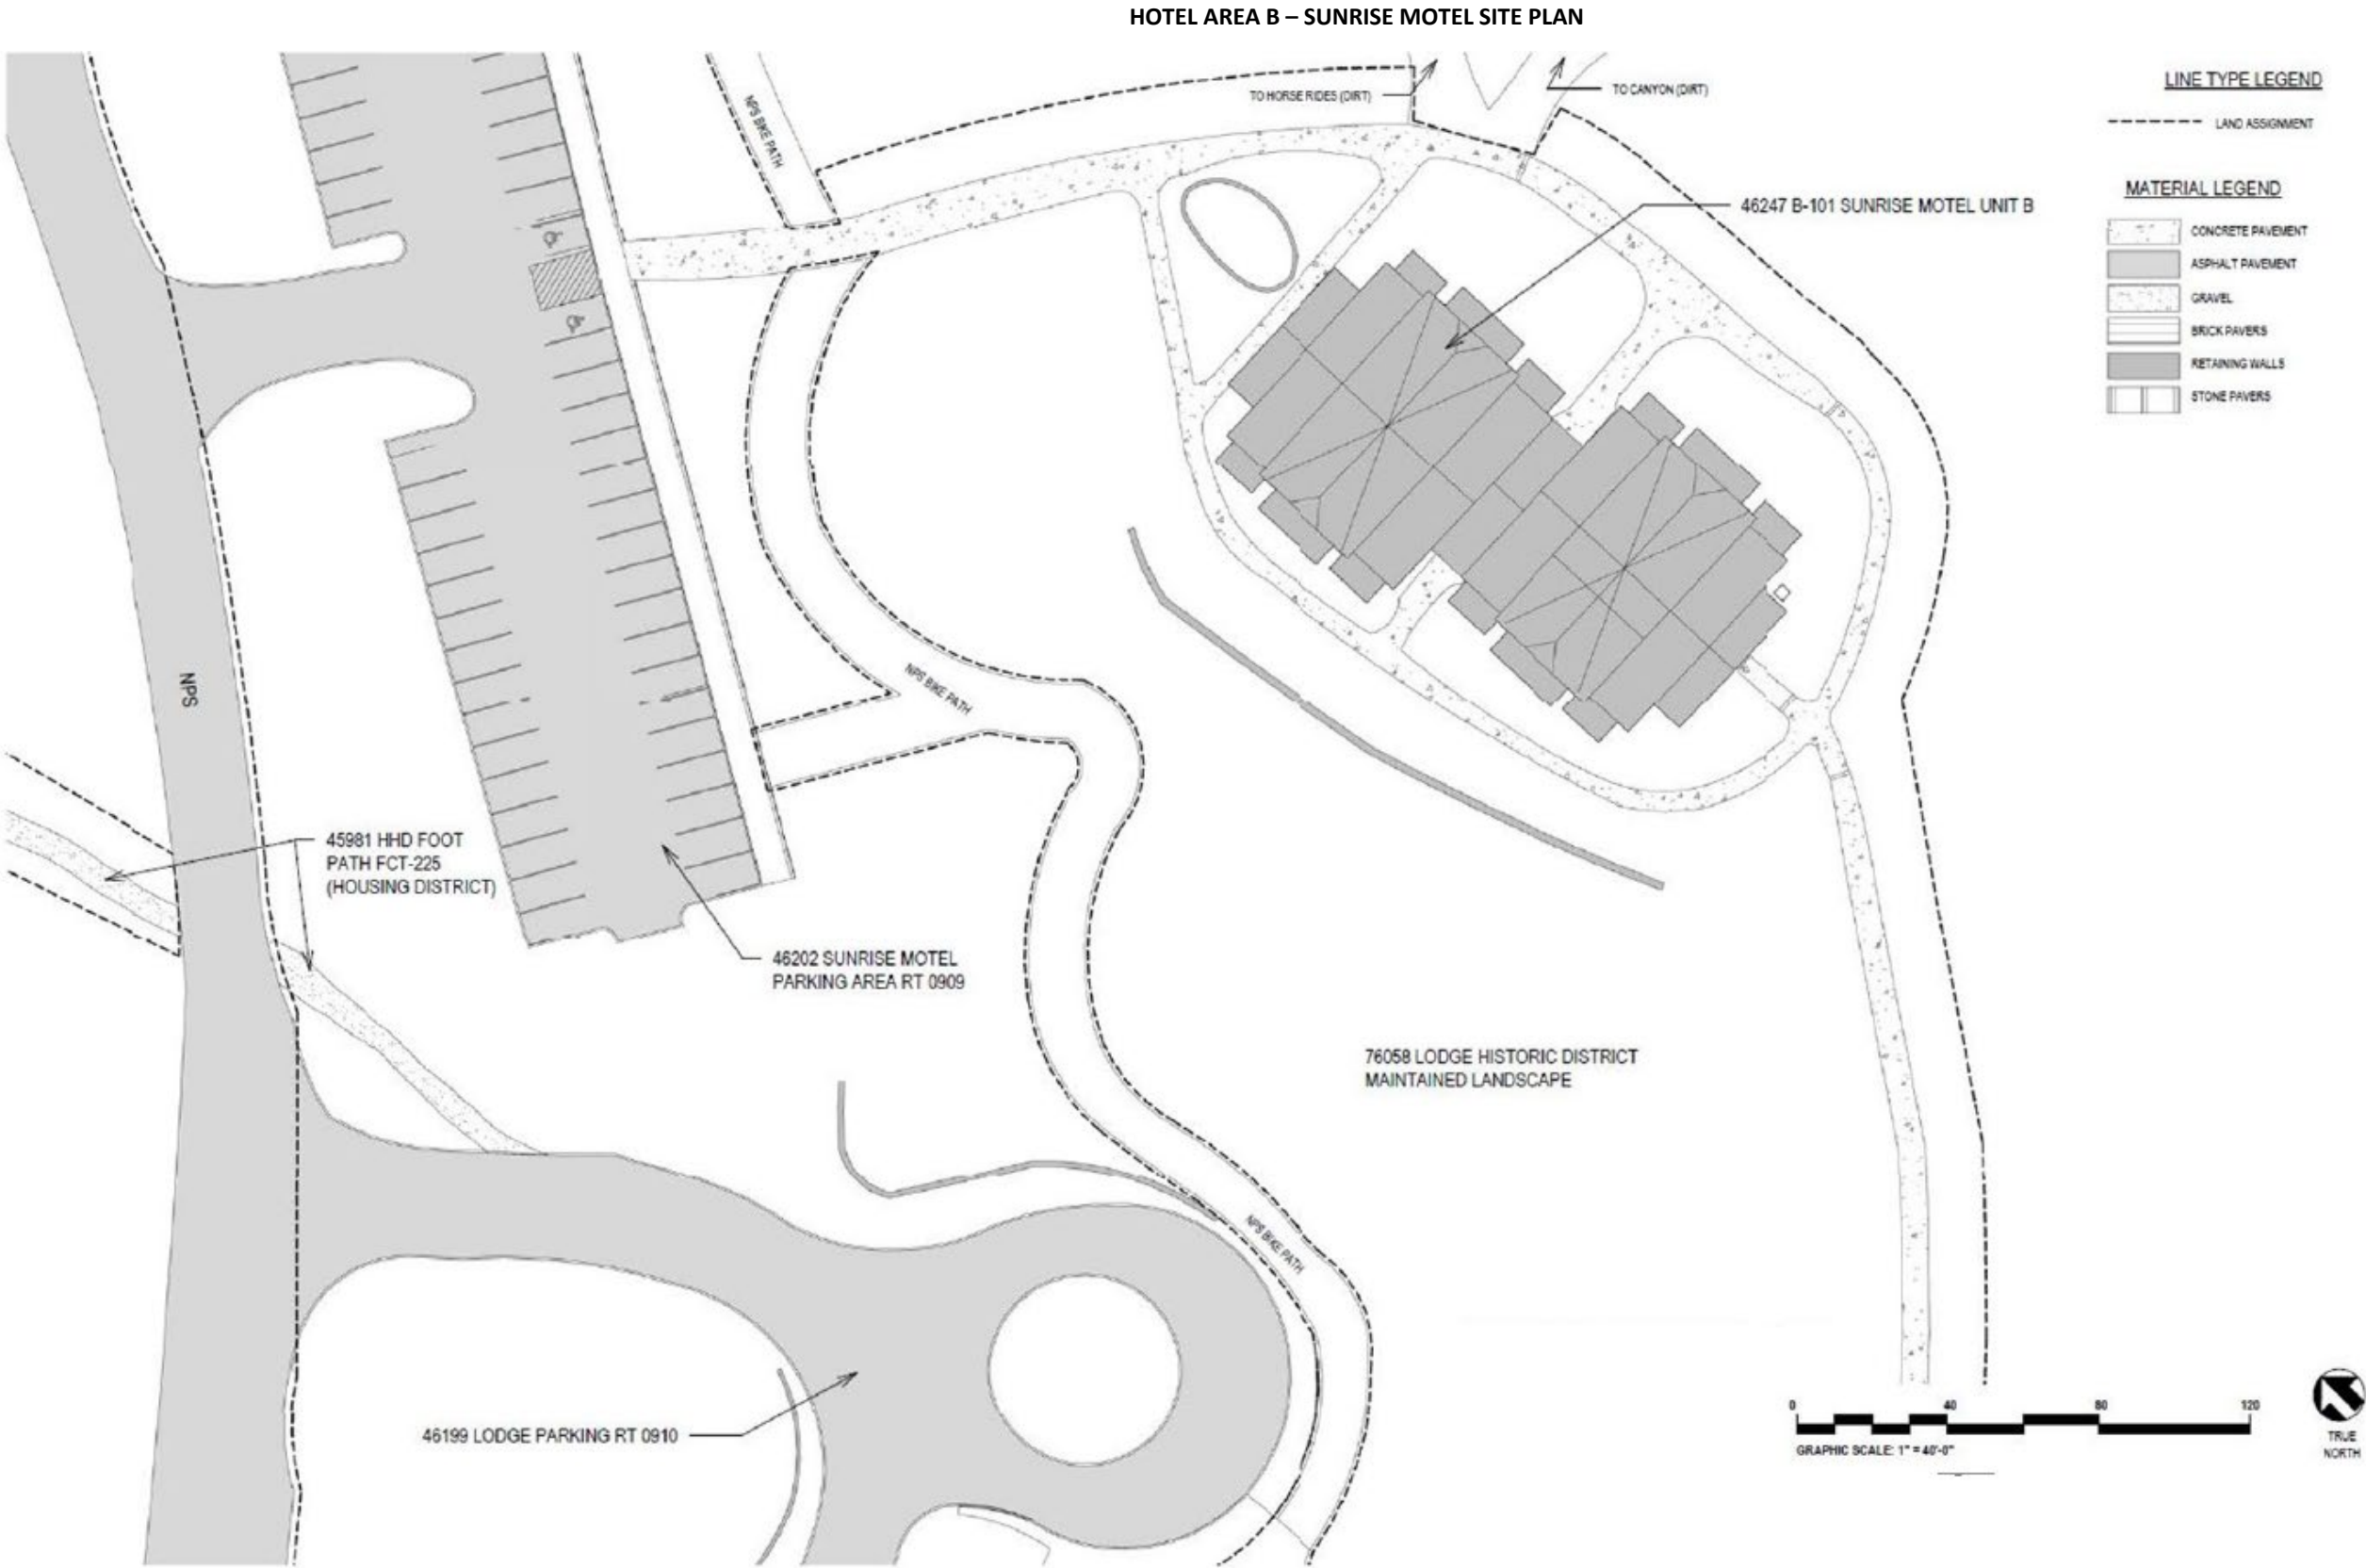 HOTEL AREA B – SUNRISE MOTEL SITE PLAN
LINE TYPE LEGEND
LAND ASSIGNMENT
MATERIAL LEGEND
CONCRETE PAVEMENT
ASPHALT PAVEMENT
GRAVEL
BRICK PAVERS
RETAINING WALLS
STONE PAVERS
TO HORSE RIDES (DIRT)
TO CANYON (DIRT)
NPS BIKE PATH
46247 B-101 SUNRISE MOTEL UNIT B
NPS
NPS BIKE PATH
45981 HHD FOOT
PATH FCT-225
(HOUSING DISTRICT)
46202 SUNRISE MOTEL
PARKING AREA RT 0909
76058 LODGE HISTORIC DISTRICT
MAINTAINED LANDSCAPE
NPS BIKE PATH
46199 LODGE PARKING RT 0910
0 40 80 120
GRAPHIC SCALE: 1" = 40'-0"
TRUE
NORTH